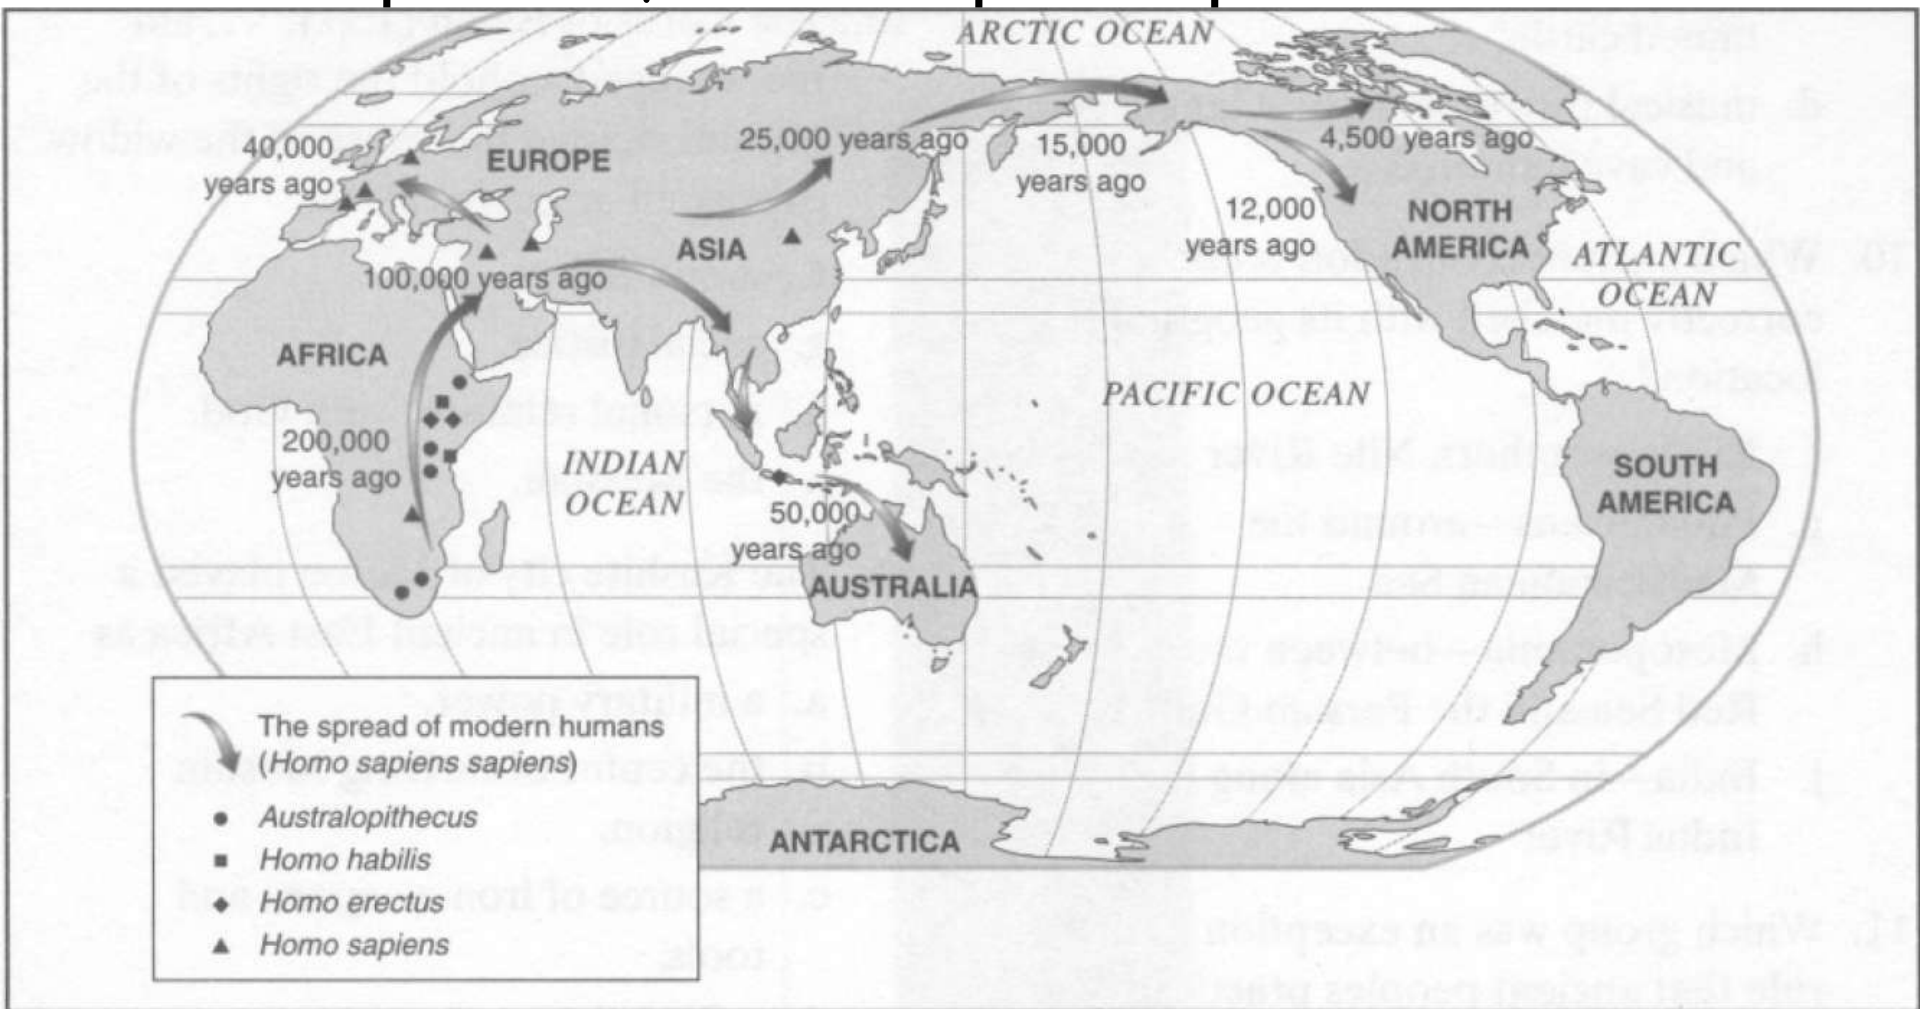 ARCTIC OCEAN
40,000
years ago
EUROPE
25,000 years ago
15,000
years ago
4,500 years ago
12,000
years ago
NORTH
AMERICA
ASIA
ATLANTIC
OCEAN
100,000 years ago
AFRICA
PACIFIC OCEAN
200,000
years ago
INDIAN
OCEAN
SOUTH
AMERICA
50,000
years ago
AUSTRALIA
The spread of modern humans
(Homo sapiens sapiens)
Australopithecus
Homo habilis
Homo erectus
Homo sapiens
ANTARCTICA